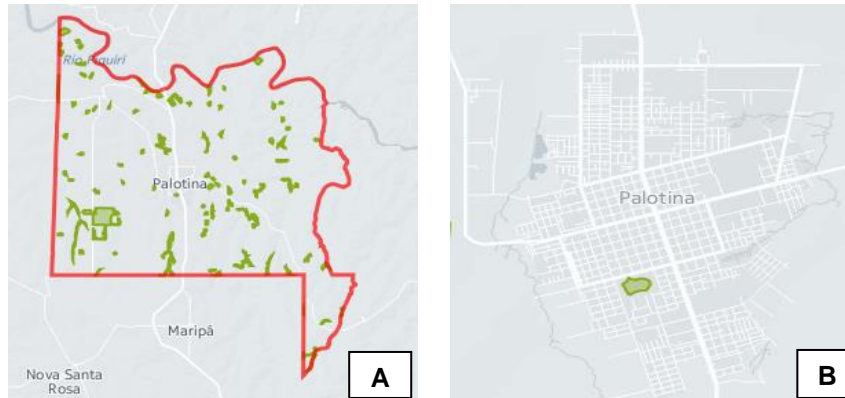 Rio Piquiri
Palotina
Maripá
Nova Santa
Rosa
A
Palotina
B